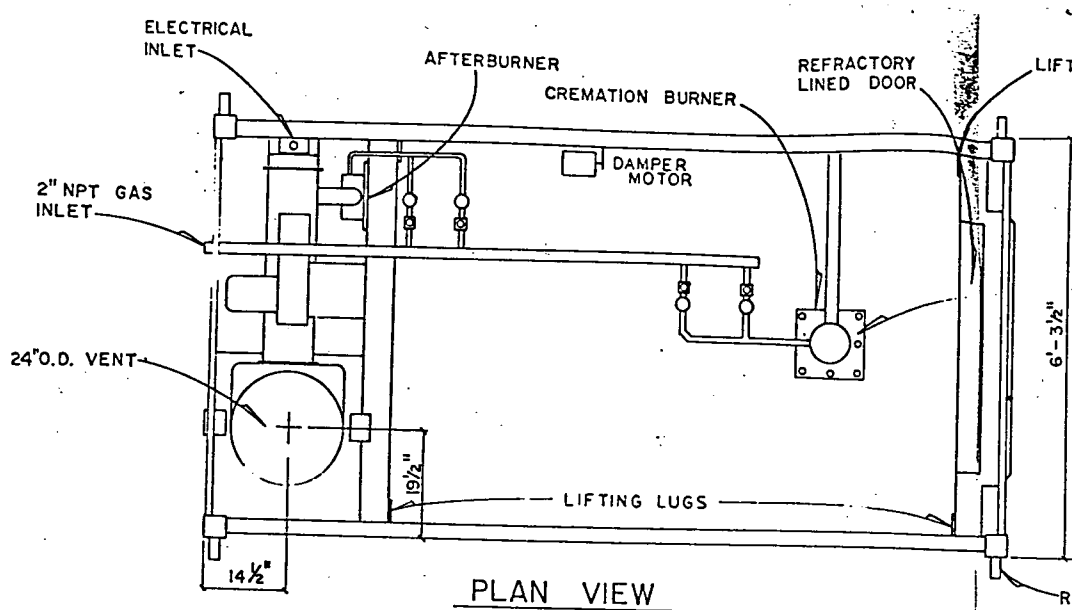 ELECTRICAL
INLET
AFTERBURNER
CREMATION BURNER
REFRACTORY
LINED DOOR
LIFT
DAMPER
MOTOR
2" NPT GAS
INLET
24" O.D. VENT
6'-3½"
19½"
LIFTING LUGS
14½"
PLAN VIEW
R